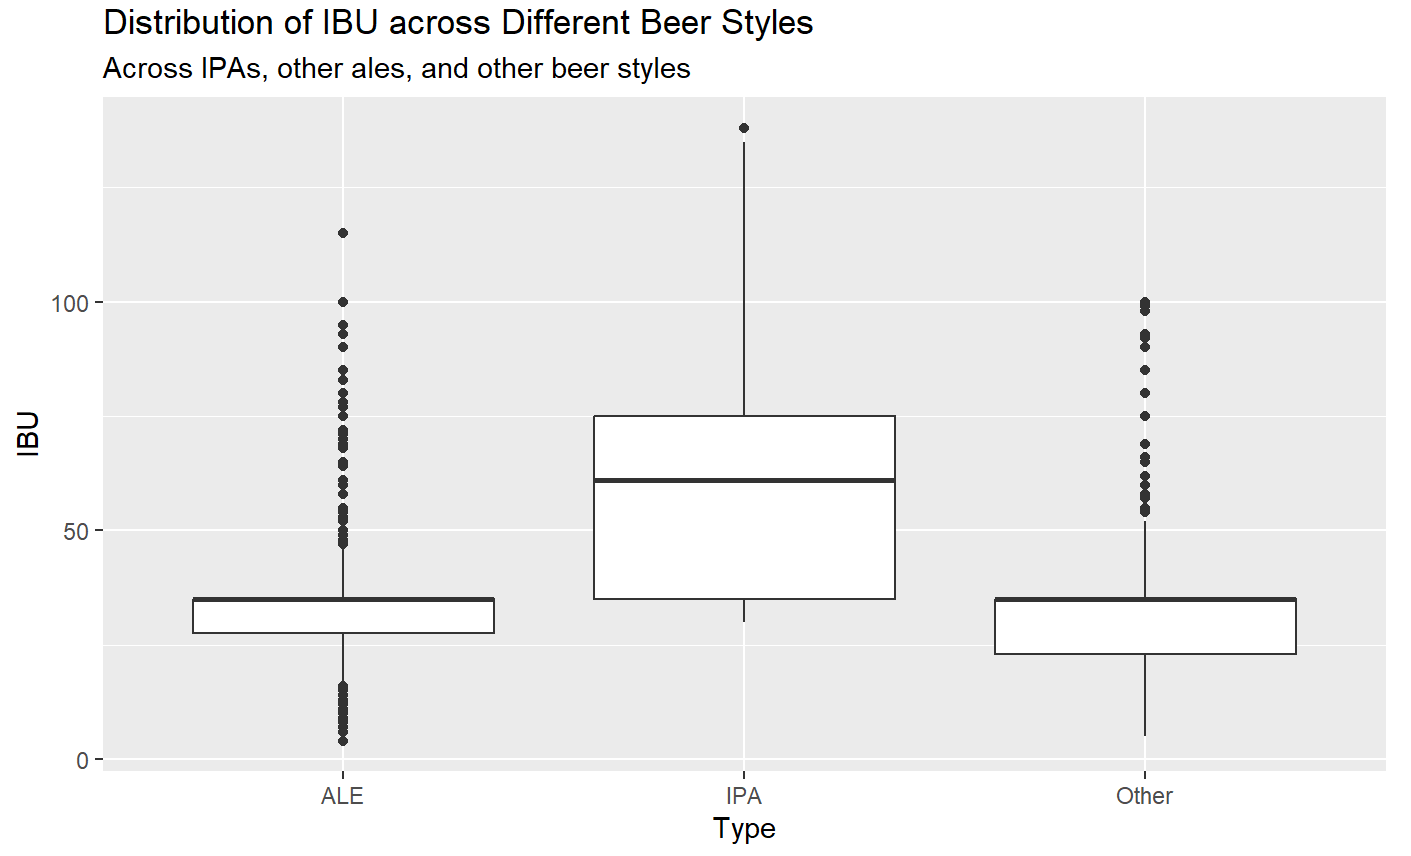 Distribution of IBU across Different Beer Styles
Across IPAs, other ales, and other beer styles
IBU
100
50
0
ALE IPA Other
Type